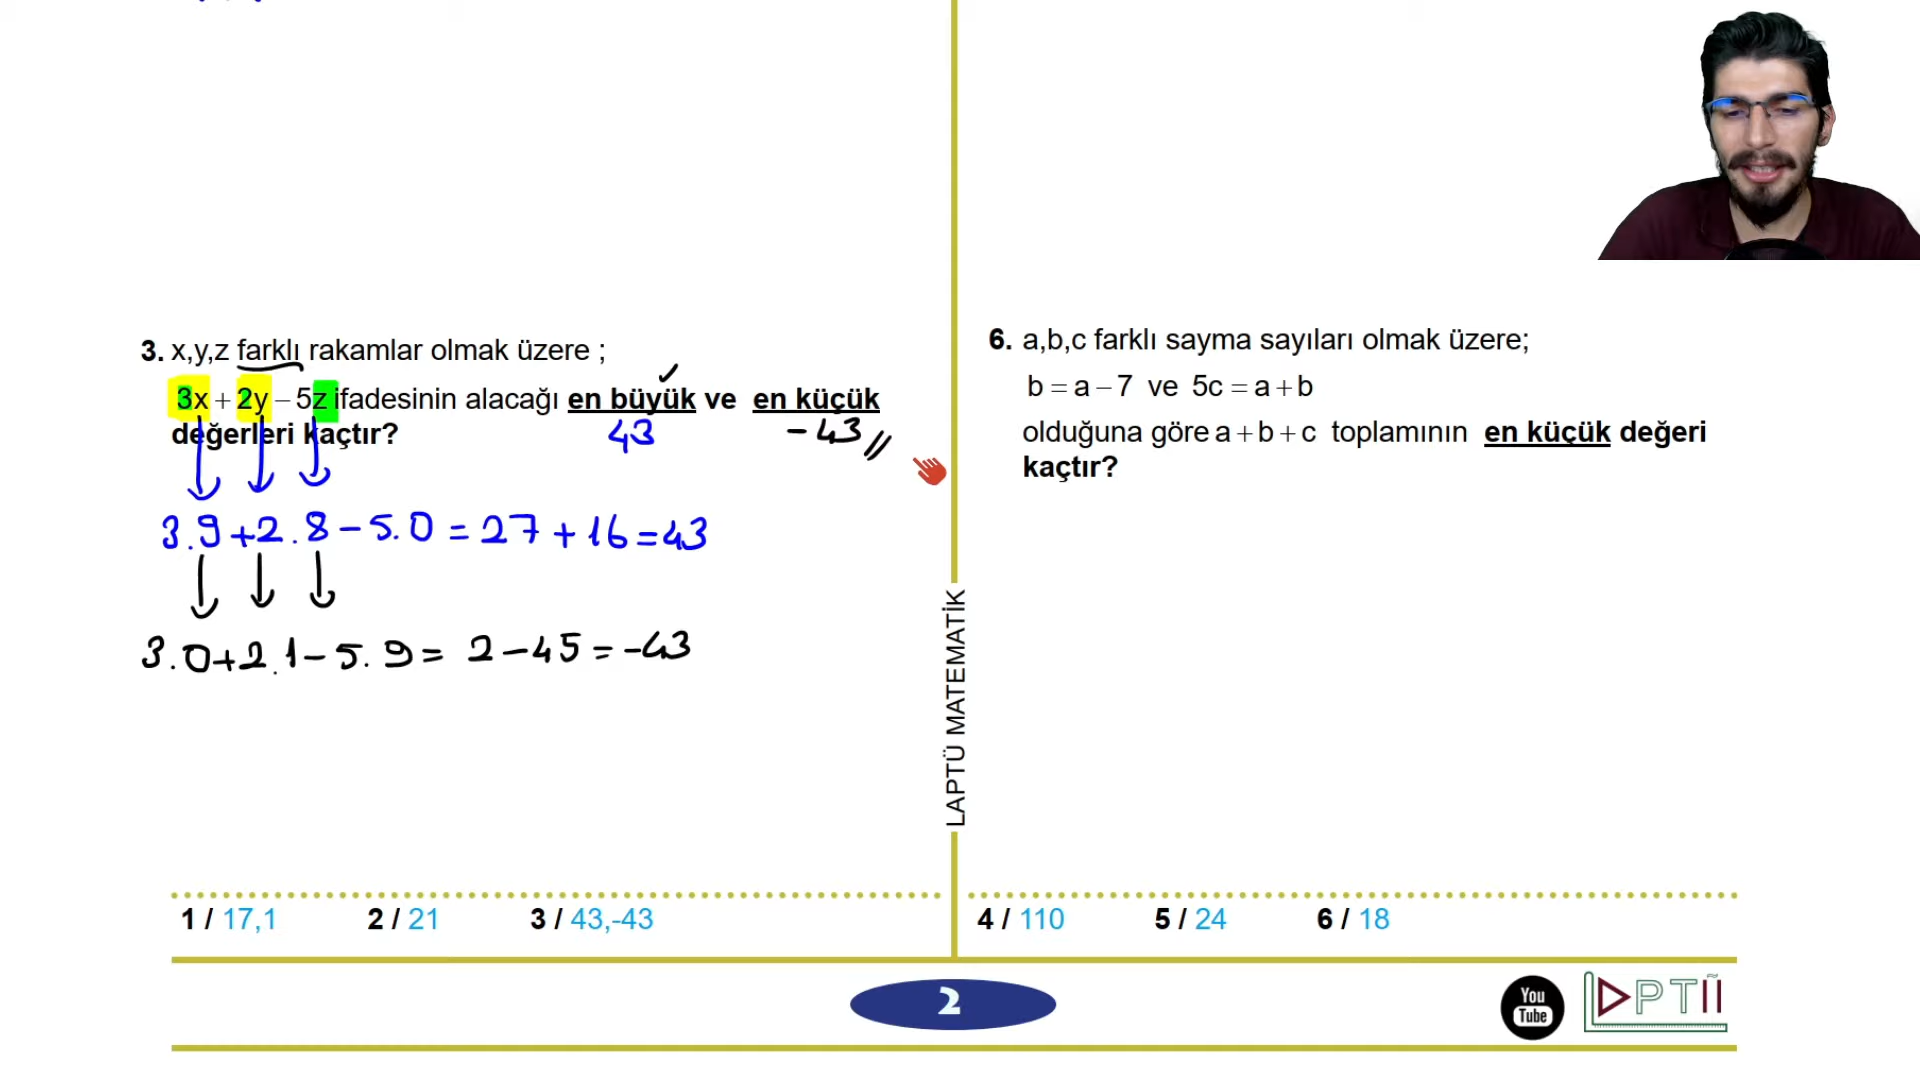 3. x,y,z farklı rakamlar olmak üzere ;
3x + 2y − 5z ifadesinin alacağı en büyük ve en küçük
değerleri kaçtır?
43
−43
3.9+2.8−5.0=27+16=43
3.0+2.1−5.9= 2−45=−43
6. a,b,c farklı sayma sayıları olmak üzere;
b = a − 7 ve 5c = a + b
olduğuna göre a + b + c toplamının en küçük değeri
kaçtır?
LAPTÜ MATEMATİK
1 / 17,1 2 / 21 3 / 43,-43
4 / 110 5 / 24 6 / 18
2
You
Tube